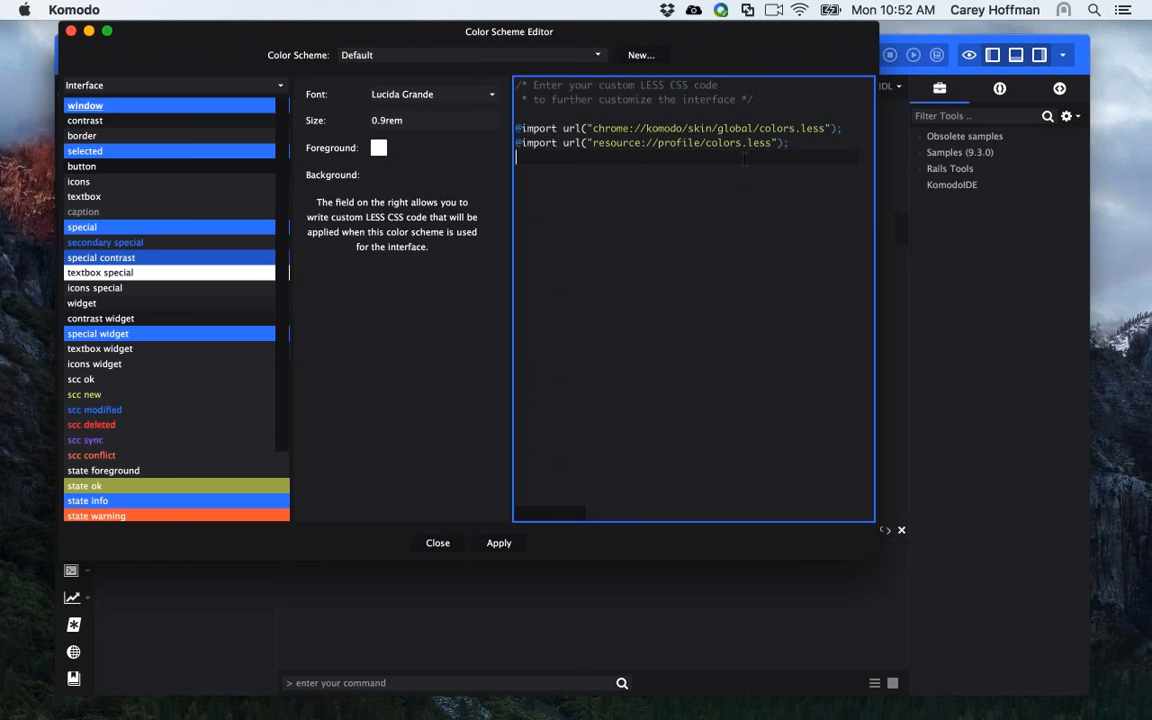 Komodo
Mon 10:52 AM
Carey Hoffman
Color Scheme Editor
Color Scheme:
Default
New...
Interface
window
contrast
border
selected
button
icons
textbox
caption
special
secondary special
special contrast
textbox special
icons special
widget
contrast widget
special widget
textbox widget
icons widget
scc ok
scc new
scc modified
scc deleted
scc sync
scc conflict
state foreground
state ok
state info
state warning
Font:
Lucida Grande
Size:
0.9rem
Foreground:
Background:
The field on the right allows you to
write custom LESS CSS code that will be
applied when this color scheme is used
for the interface.
/* Enter your custom LESS CSS code
* to further customize the interface */
@import url("chrome://komodo/skin/global/colors.less");
@import url("resource://profile/colors.less");
Close
Apply
IDL
Filter Tools ..
Obsolete samples
Samples (9.3.0)
Rails Tools
KomodoIDE
> enter your command